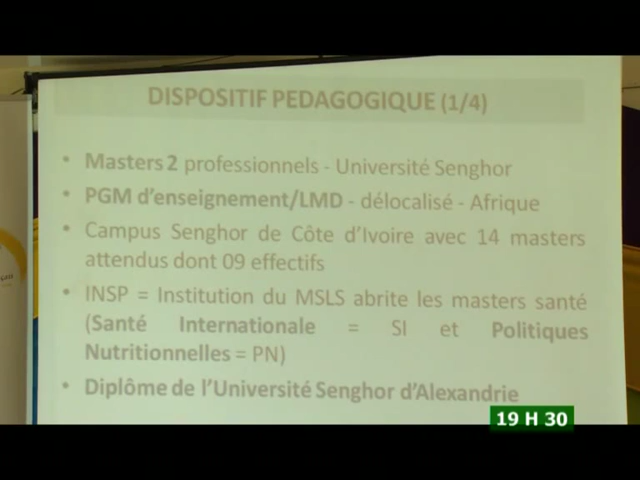 DISPOSITIF PEDAGOGIQUE (1/4)
• Masters 2 professionnels - Université Senghor
• PGM d'enseignement/LMD - délocalisé - Afrique
• Campus Senghor de Côte d'Ivoire avec 14 masters
attendus dont 09 effectifs
• INSP = Institution du MSLS abrite les masters santé
(Santé Internationale = SI et Politiques
Nutritionnelles = PN)
• Diplôme de l'Université Senghor d'Alexandrie
19 H 30